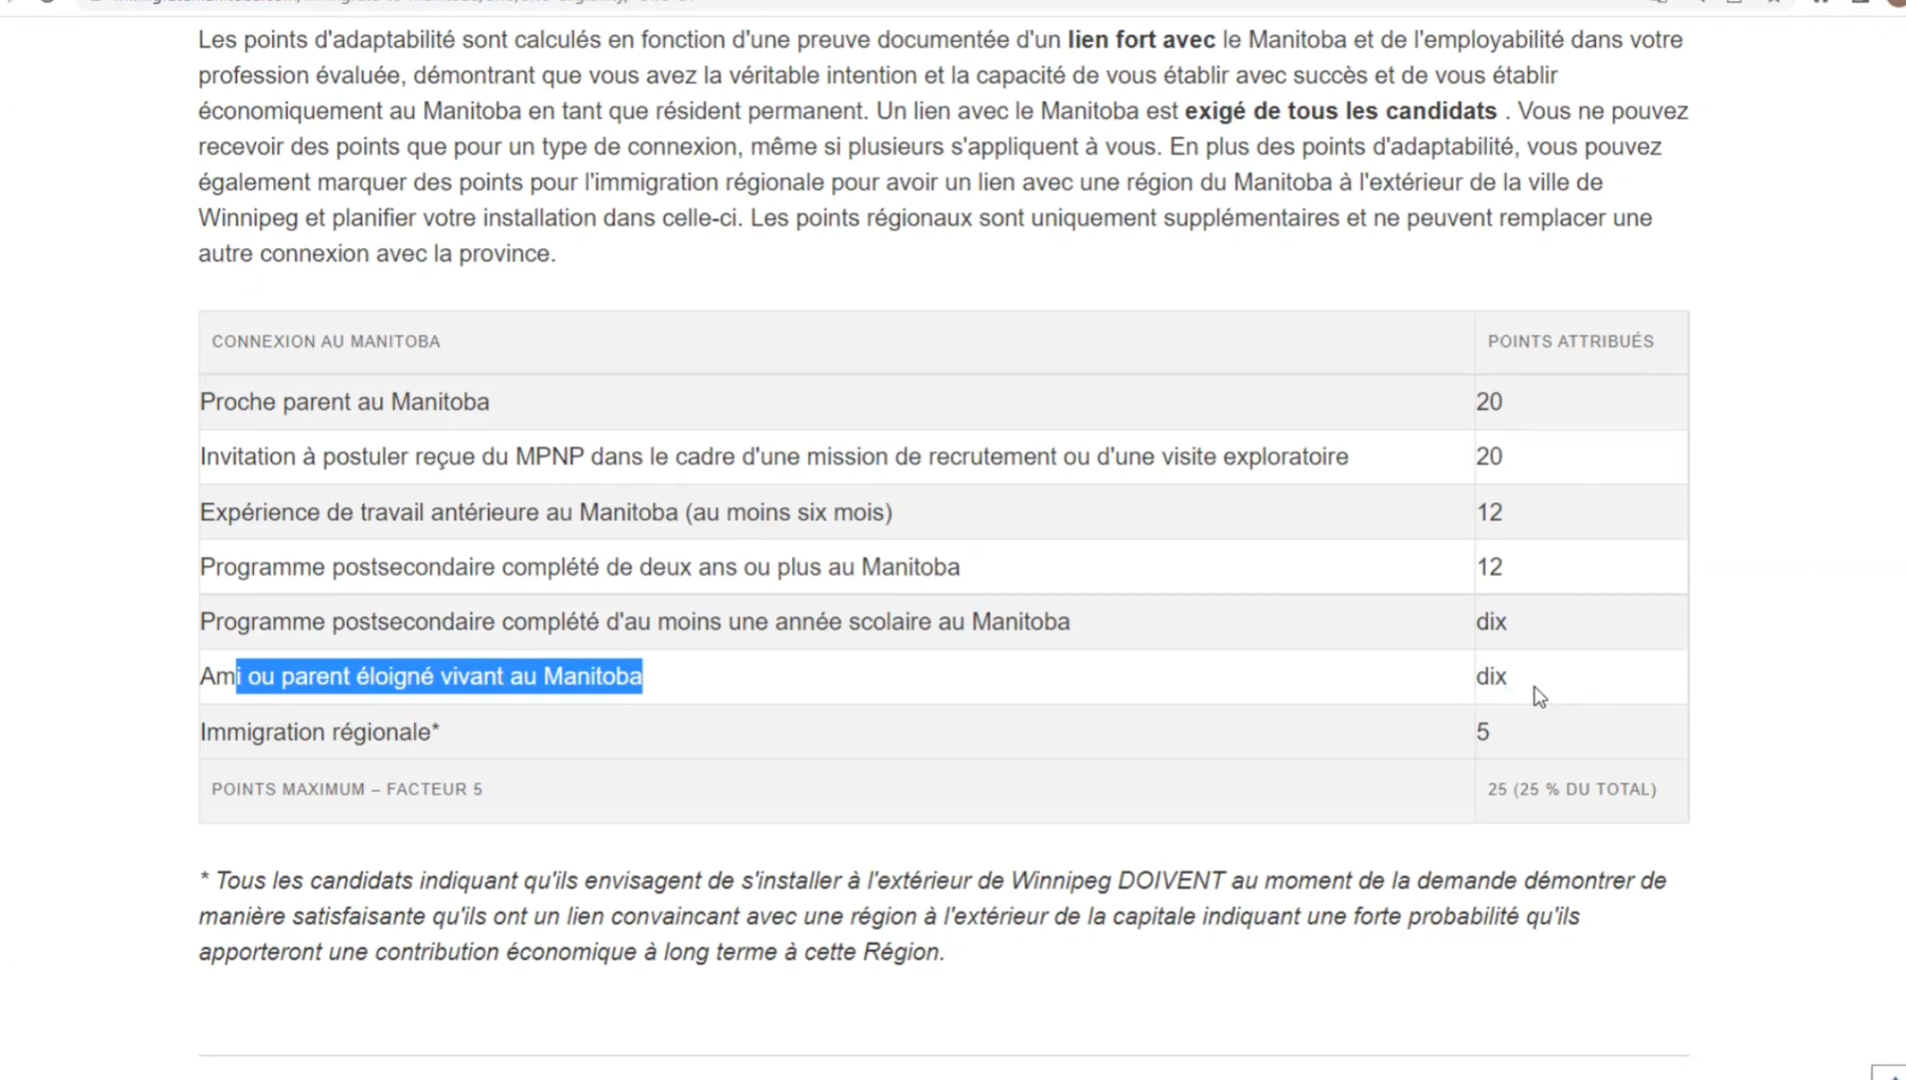 Les points d'adaptabilité sont calculés en fonction d'une preuve documentée d'un lien fort avec le Manitoba et de l'employabilité dans votre
profession évaluée, démontrant que vous avez la véritable intention et la capacité de vous établir avec succès et de vous établir
économiquement au Manitoba en tant que résident permanent. Un lien avec le Manitoba est exigé de tous les candidats . Vous ne pouvez
recevoir des points que pour un type de connexion, même si plusieurs s'appliquent à vous. En plus des points d'adaptabilité, vous pouvez
également marquer des points pour l'immigration régionale pour avoir un lien avec une région du Manitoba à l'extérieur de la ville de
Winnipeg et planifier votre installation dans celle-ci. Les points régionaux sont uniquement supplémentaires et ne peuvent remplacer une
autre connexion avec la province.
CONNEXION AU MANITOBA POINTS ATTRIBUÉS
Proche parent au Manitoba 20
Invitation à postuler reçue du MPNP dans le cadre d'une mission de recrutement ou d'une visite exploratoire 20
Expérience de travail antérieure au Manitoba (au moins six mois) 12
Programme postsecondaire complété de deux ans ou plus au Manitoba 12
Programme postsecondaire complété d'au moins une année scolaire au Manitoba dix
Ami ou parent éloigné vivant au Manitoba dix
Immigration régionale* 5
POINTS MAXIMUM – FACTEUR 5 25 (25 % DU TOTAL)
* Tous les candidats indiquant qu'ils envisagent de s'installer à l'extérieur de Winnipeg DOIVENT au moment de la demande démontrer de
manière satisfaisante qu'ils ont un lien convaincant avec une région à l'extérieur de la capitale indiquant une forte probabilité qu'ils
apporteront une contribution économique à long terme à cette Région.